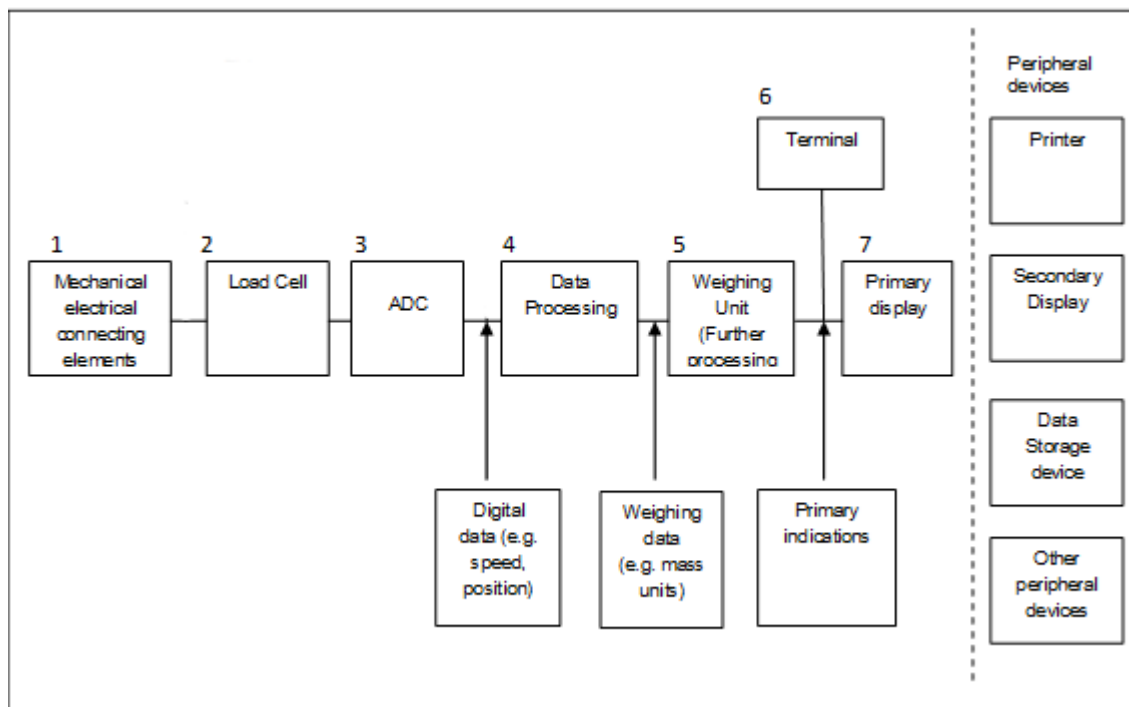 6
Terminal
1
Mechanical
electrical
connecting
elements
2
Load Cell
3
ADC
4
Data
Processing
5
Weighing
Unit
(Further
processing
7
Primary
display
Digital
data (e.g.
speed,
position)
Weighing
data
(e.g. mass
units)
Primary
indications
Peripheral
devices
Printer
Secondary
Display
Data
Storage
device
Other
peripheral
devices